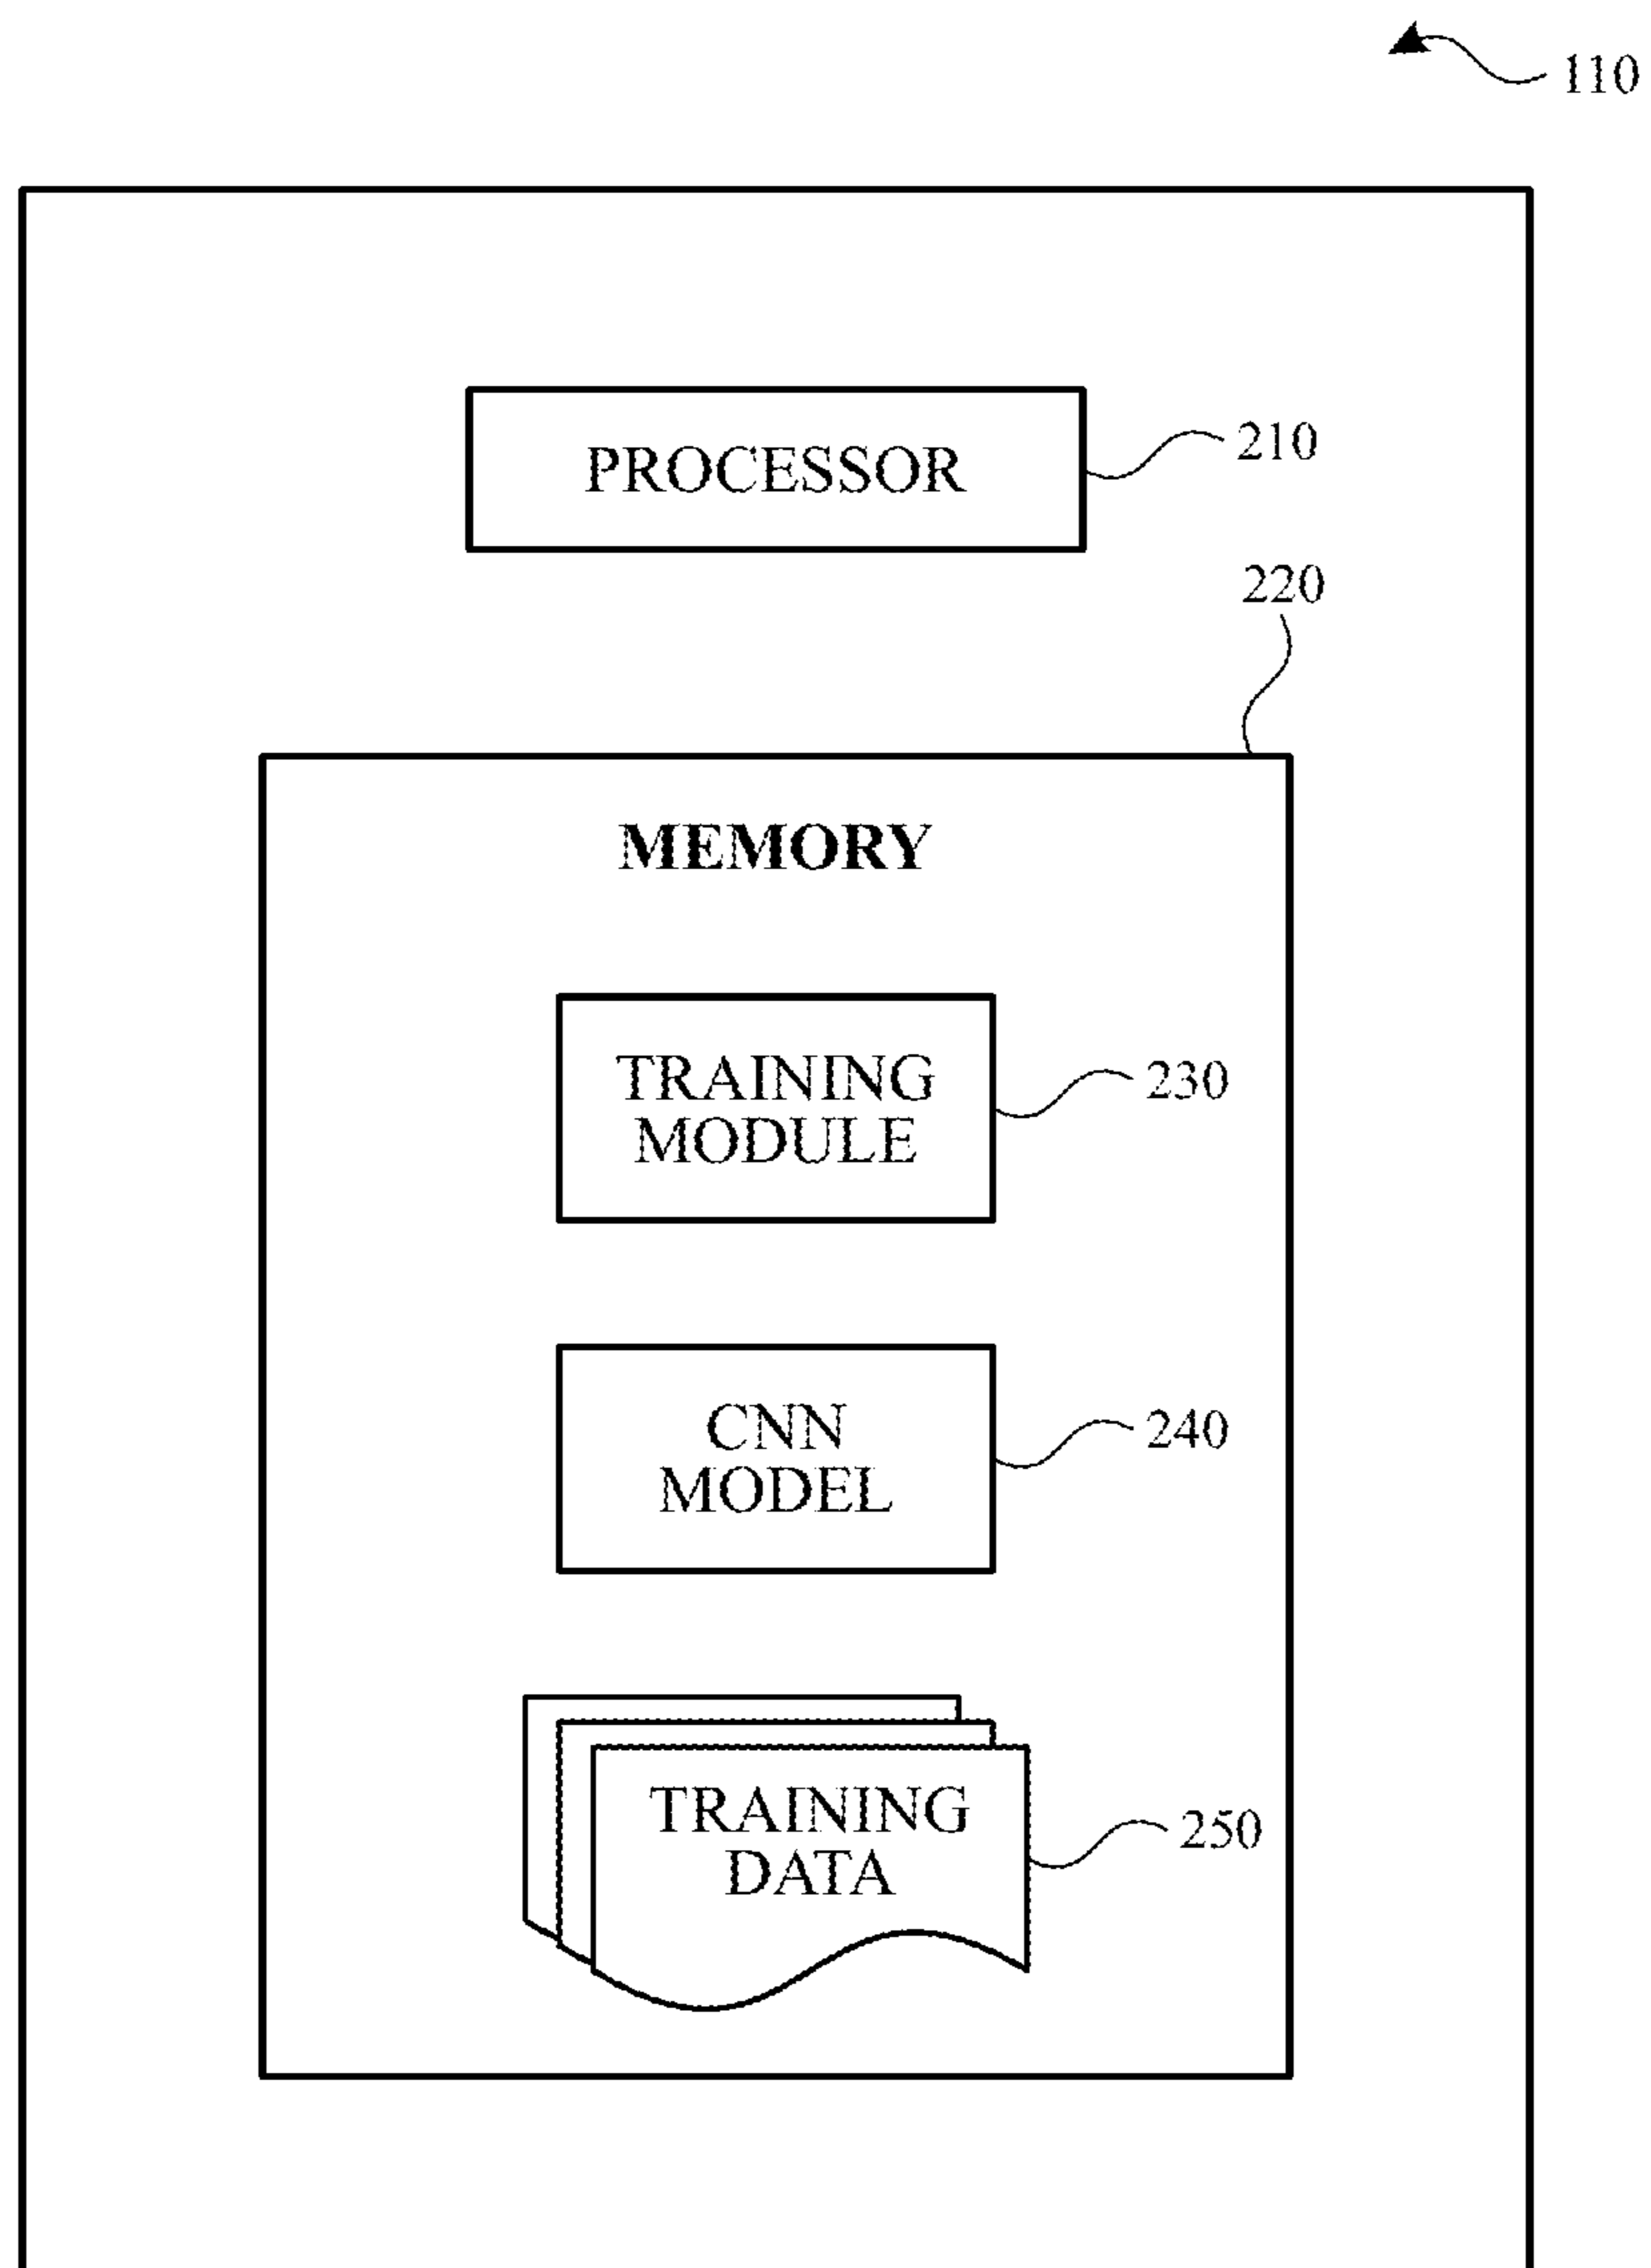 110
PROCESSOR
210
220
MEMORY
TRAINING
MODULE
230
CNN
MODEL
240
TRAINING
DATA
250